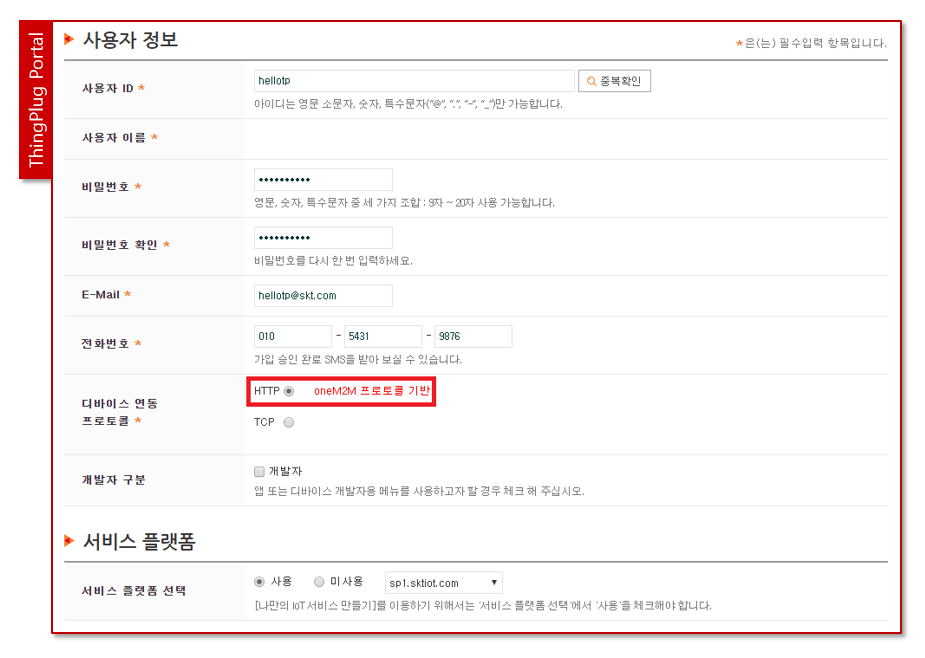 ThingPlug Portal
사용자 정보
*은(는) 필수입력 항목입니다.
사용자 ID *
hellotp
중복확인
아이디는 영문 소문자, 숫자, 특수문자("@", ".", "-", "_")만 가능합니다.
사용자 이름 *
비밀번호 *
••••••••••
영문, 숫자, 특수문자 중 세 가지 조합 : 9자 ~ 20자 사용 가능합니다.
비밀번호 확인 *
••••••••••
비밀번호를 다시 한 번 입력하세요.
E-Mail *
hellotp@skt.com
전화번호 *
010 - 5431 - 9876
가입 승인 완료 SMS를 받아 보실 수 있습니다.
디바이스 연동
프로토콜 *
HTTP oneM2M 프로토콜 기반
TCP
개발자 구분
개발자
앱 또는 디바이스 개발자용 메뉴를 사용하고자 할 경우 체크 해 주십시오.
서비스 플랫폼
서비스 플랫폼 선택
사용 미사용 sp1.sktiot.com
[나만의 IoT 서비스 만들기]를 이용하기 위해서는 '서비스 플랫폼 선택'에서 '사용'을 체크해야 합니다.